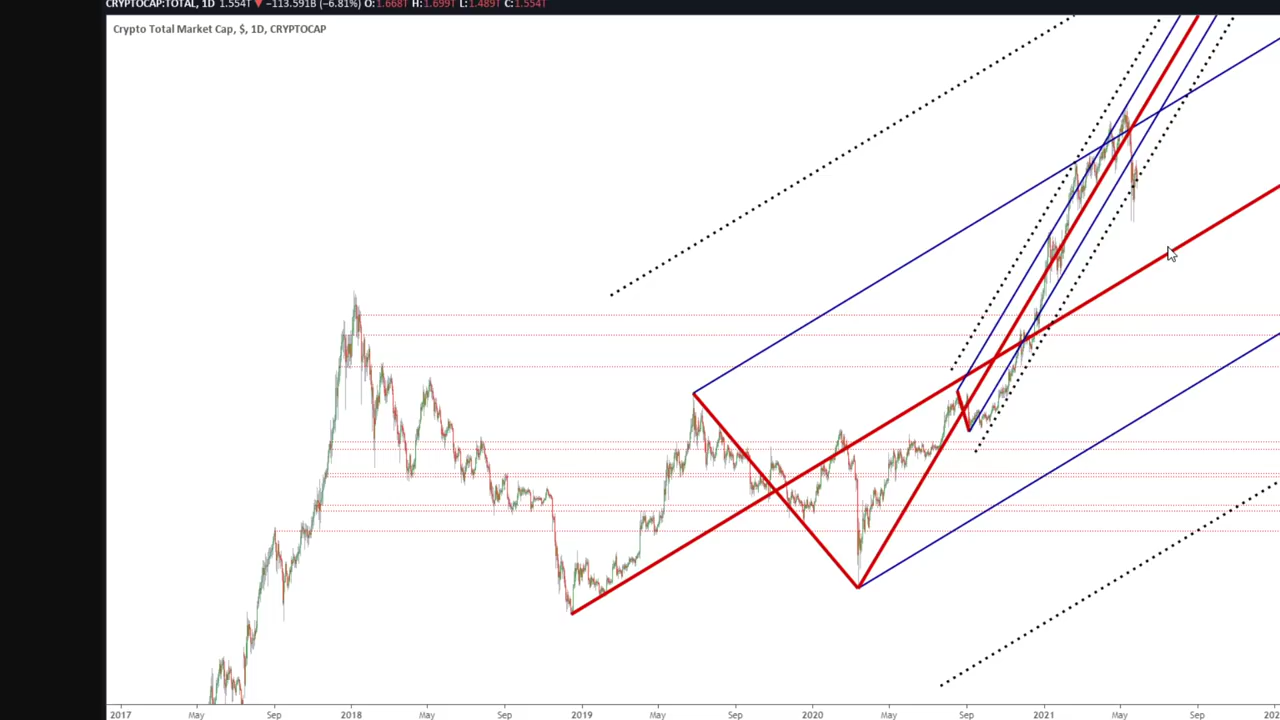 CRYPTOCAP:TOTAL, 1D 1.554T ▼ −113.591B (−6.81%) O:1.668T H:1.699T L:1.489T C:1.554T
Crypto Total Market Cap, $, 1D, CRYPTOCAP
2017 May Sep 2018 May Sep 2019 May Sep 2020 May Sep 2021 May Sep